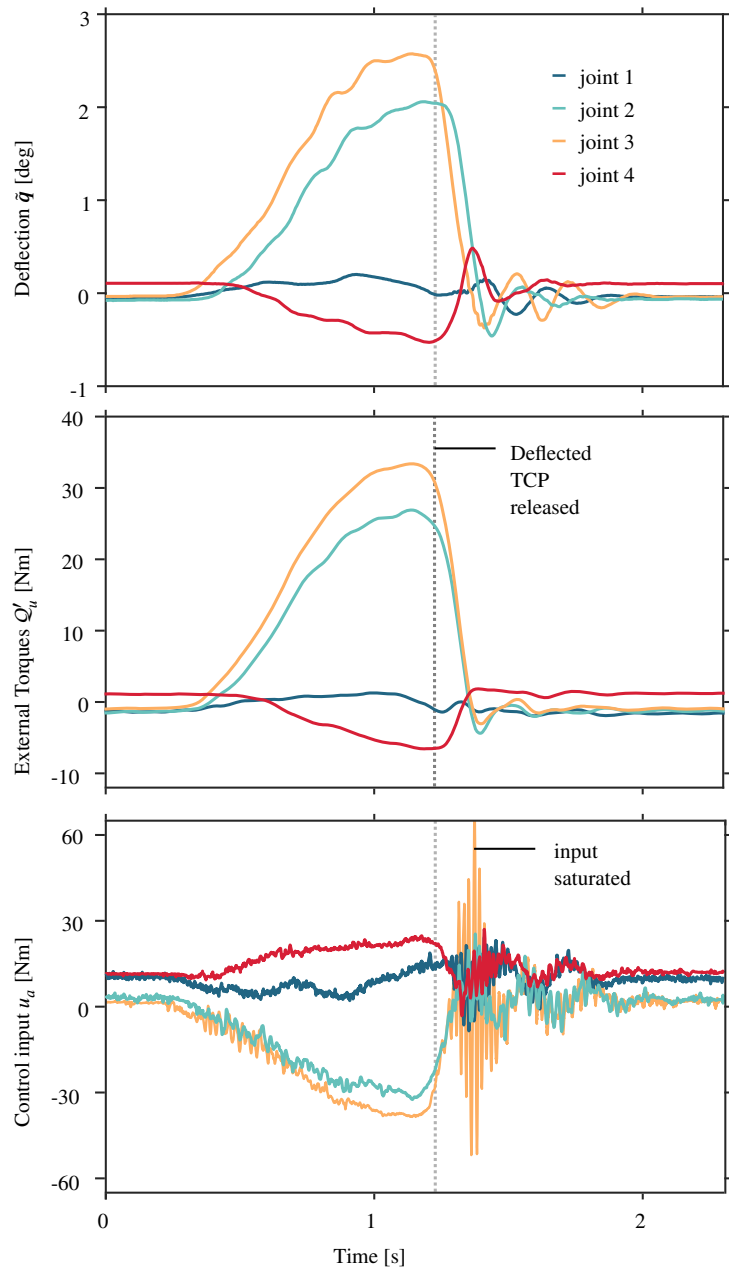 3
2
1
0
-1
Deflection q̃ [deg]
joint 1
joint 2
joint 3
joint 4
40
30
20
10
0
-10
External Torques Q′u [Nm]
Deflected
TCP
released
60
30
0
-30
-60
Control input ua [Nm]
input
saturated
0
1
2
Time [s]